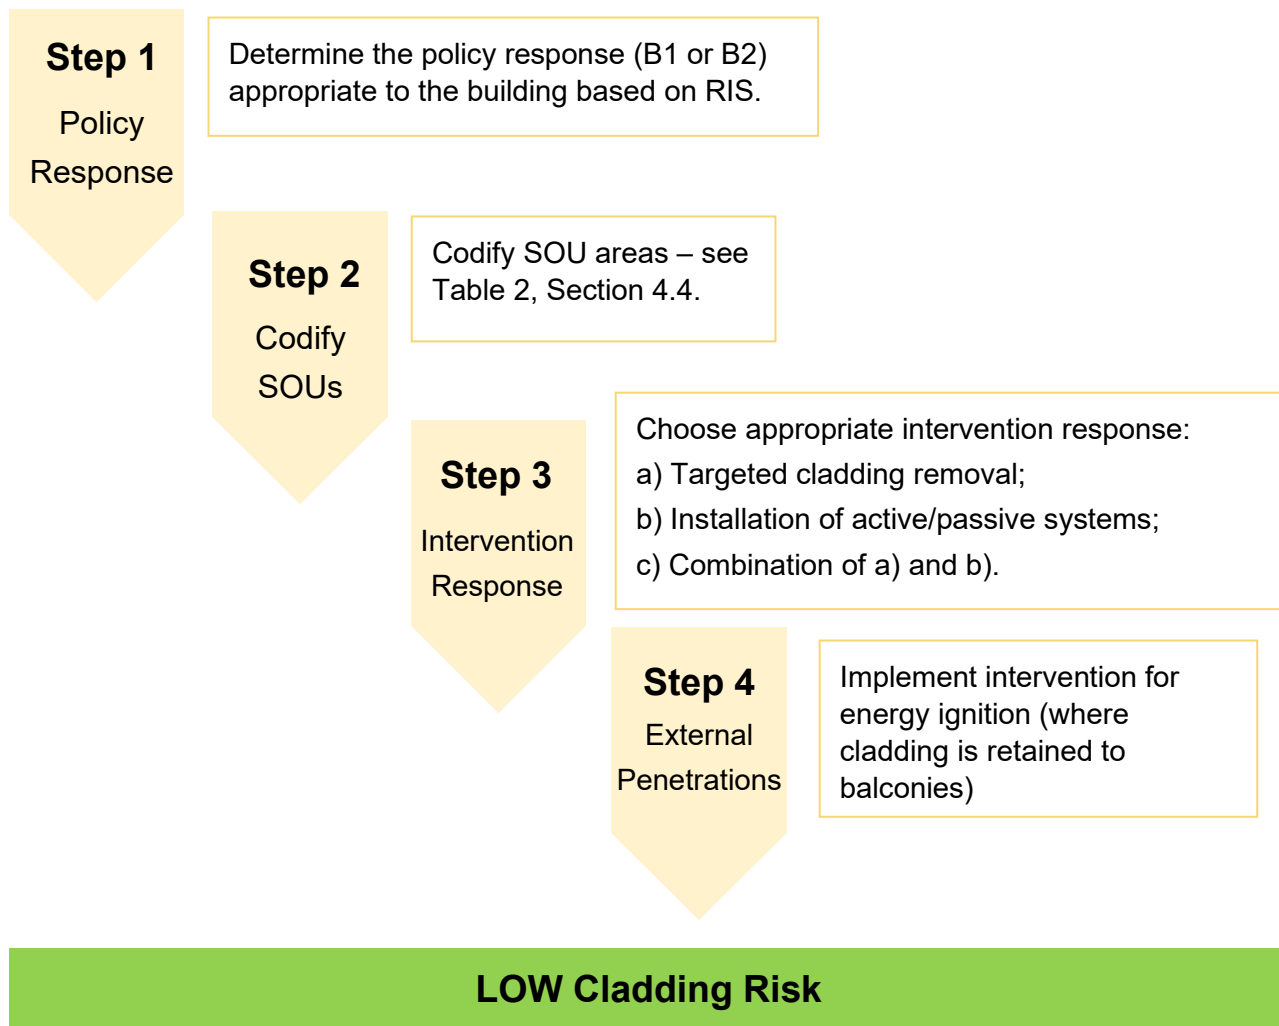 Step 1
Policy
Response
Determine the policy response (B1 or B2)
appropriate to the building based on RIS.
Step 2
Codify
SOUs
Codify SOU areas – see
Table 2, Section 4.4.
Step 3
Intervention
Response
Choose appropriate intervention response:
a) Targeted cladding removal;
b) Installation of active/passive systems;
c) Combination of a) and b).
Step 4
External
Penetrations
Implement intervention for
energy ignition (where
cladding is retained to
balconies)
LOW Cladding Risk